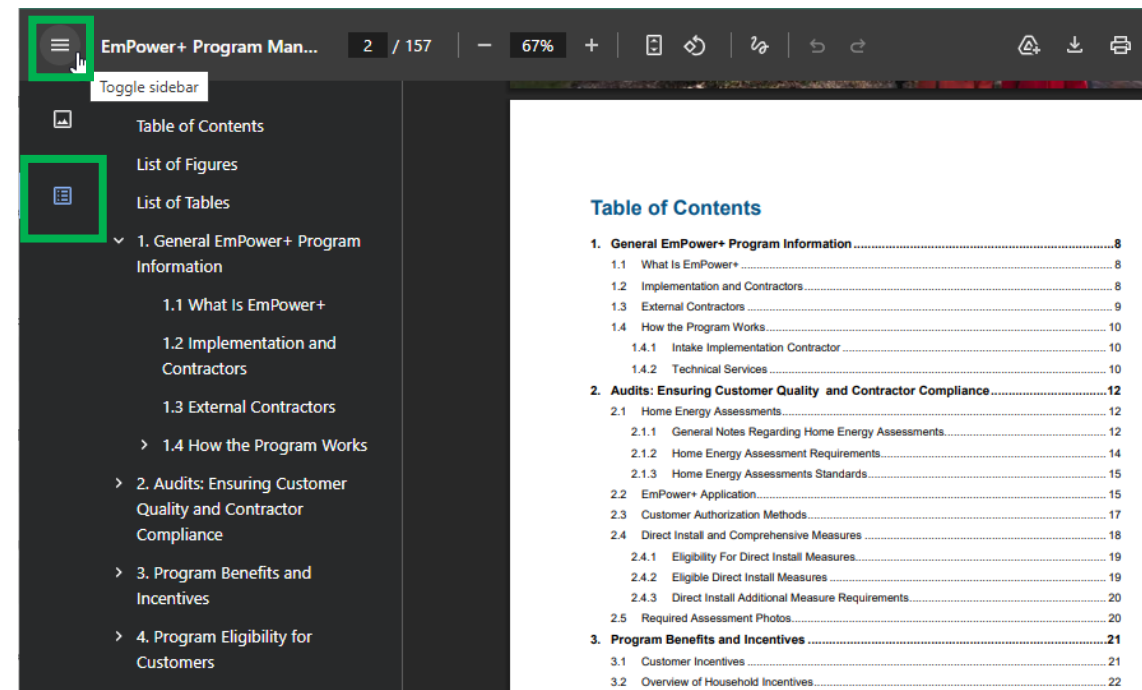 EmPower+ Program Man... 2 / 157 67%
Toggle sidebar
Table of Contents
List of Figures
List of Tables
1. General EmPower+ Program
Information
1.1 What Is EmPower+
1.2 Implementation and
Contractors
1.3 External Contractors
1.4 How the Program Works
2. Audits: Ensuring Customer
Quality and Contractor
Compliance
3. Program Benefits and
Incentives
4. Program Eligibility for
Customers
Table of Contents
1. General EmPower+ Program Information 8
1.1 What Is EmPower+ 8
1.2 Implementation and Contractors 8
1.3 External Contractors 9
1.4 How the Program Works 10
1.4.1 Intake Implementation Contractor 10
1.4.2 Technical Services 10
2. Audits: Ensuring Customer Quality and Contractor Compliance 12
2.1 Home Energy Assessments 12
2.1.1 General Notes Regarding Home Energy Assessments 12
2.1.2 Home Energy Assessment Requirements 14
2.1.3 Home Energy Assessments Standards 15
2.2 EmPower+ Application 15
2.3 Customer Authorization Methods 17
2.4 Direct Install and Comprehensive Measures 18
2.4.1 Eligibility For Direct Install Measures 19
2.4.2 Eligible Direct Install Measures 19
2.4.3 Direct Install Additional Measure Requirements 20
2.5 Required Assessment Photos 20
3. Program Benefits and Incentives 21
3.1 Customer Incentives 21
3.2 Overview of Household Incentives 22